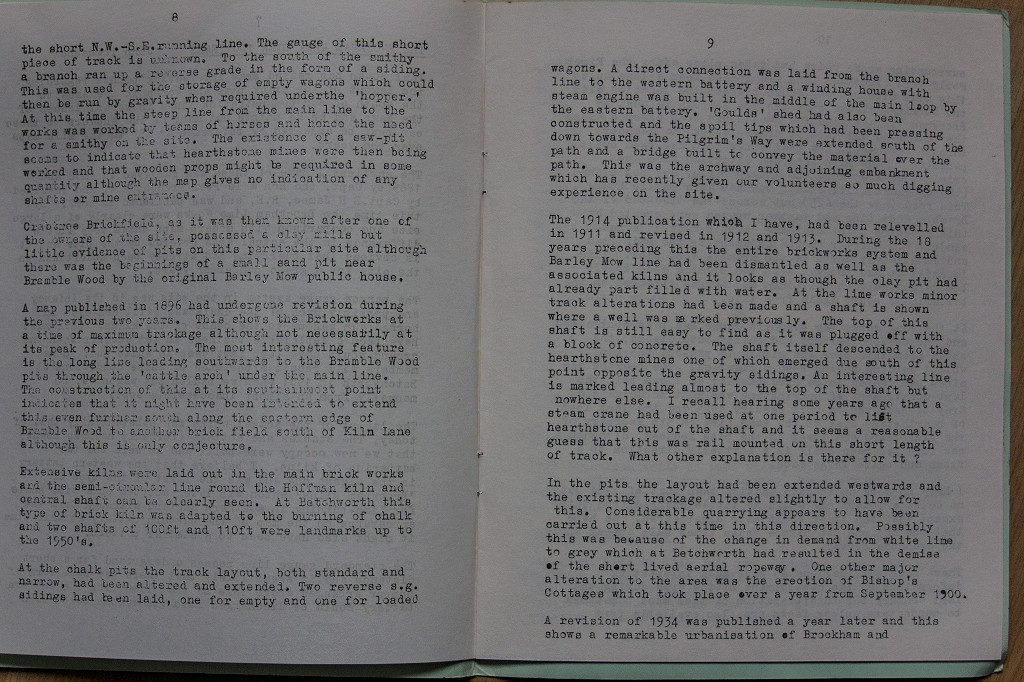 8
the short N.W.-S.E.running line. The gauge of this short
piece of track is unknown. To the south of the smithy
a branch ran up a reverse grade in the form of a siding.
This was used for the storage of empty wagons which could
then be run by gravity when required underthe 'hopper.'
At this time the steep line from the main line to the
works was worked by teams of horses and hence the need
for a smithy on the site. The existence of a saw-pit
seems to indicate that hearthstone mines were then being
worked and that wooden props might be required in some
quantity although the map gives no indication of any
shafts or mine entrances.
Crabtree Brickfield, as it was then known after one of
the owners of the site, possessed a clay mills but
little evidence of pits on this particular site although
there was the beginnings of a small sand pit near
Bramble Wood by the original Barley Mow public house.
A map published in 1896 had undergone revision during
the previous two years. This shows the Brickworks at
a time of maximum trackage although not necessarily at
its peak of production. The most interesting feature
is the long line leading southwards to the Bramble Wood
pits through the 'cattle arch' under the main line.
The construction of this at its southernmost point
indicates that it might have been intended to extend
this even further south along the eastern edge of
Bramble Wood to another brick field south of Kiln Lane
although this is only conjecture.
Extensive kilns were laid out in the main brick works
and the semi-circular line round the Hoffman kiln and
central shaft can be clearly seen. At Betchworth this
type of brick kiln was adapted to the burning of chalk
and two shafts of 100ft and 110ft were landmarks up to
the 1950's.
At the chalk pits the track layout, both standard and
narrow, had been altered and extended. Two reverse s.g.
sidings had been laid, one for empty and one for loaded
9
wagons. A direct connection was laid from the branch
line to the western battery and a winding house with
steam engine was built in the middle of the main loop by
the eastern battery. 'Goulds' shed had also been
constructed and the spoil tips which had been pressing
down towards the Pilgrim's Way were extended south of the
path and a bridge built to convey the material over the
path. This was the archway and adjoining embankment
which has recently given our volunteers so much digging
experience on the site.
The 1914 publication which I have, had been relevelled
in 1911 and revised in 1912 and 1913. During the 18
years preceding this the entire brickworks system and
Barley Mow line had been dismantled as well as the
associated kilns and it looks as though the clay pit had
already part filled with water. At the lime works minor
track alterations had been made and a shaft is shown
where a well was marked previously. The top of this
shaft is still easy to find as it was plugged off with
a block of concrete. The shaft itself descended to the
hearthstone mines one of which emerged due south of this
point opposite the gravity sidings. An interesting line
is marked leading almost to the top of the shaft but
nowhere else. I recall hearing some years ago that a
steam crane had been used at one period to lift
hearthstone out of the shaft and it seems a reasonable
guess that this was rail mounted on this short length
of track. What other explanation is there for it ?
In the pits the layout had been extended westwards and
the existing trackage altered slightly to allow for
this. Considerable quarrying appears to have been
carried out at this time in this direction. Possibly
this was because of the change in demand from white lime
to grey which at Betchworth had resulted in the demise
of the short lived aerial ropeway. One other major
alteration to the area was the erection of Bishop's
Cottages which took place over a year from September 1900.
A revision of 1934 was published a year later and this
shows a remarkable urbanisation of Brockham and